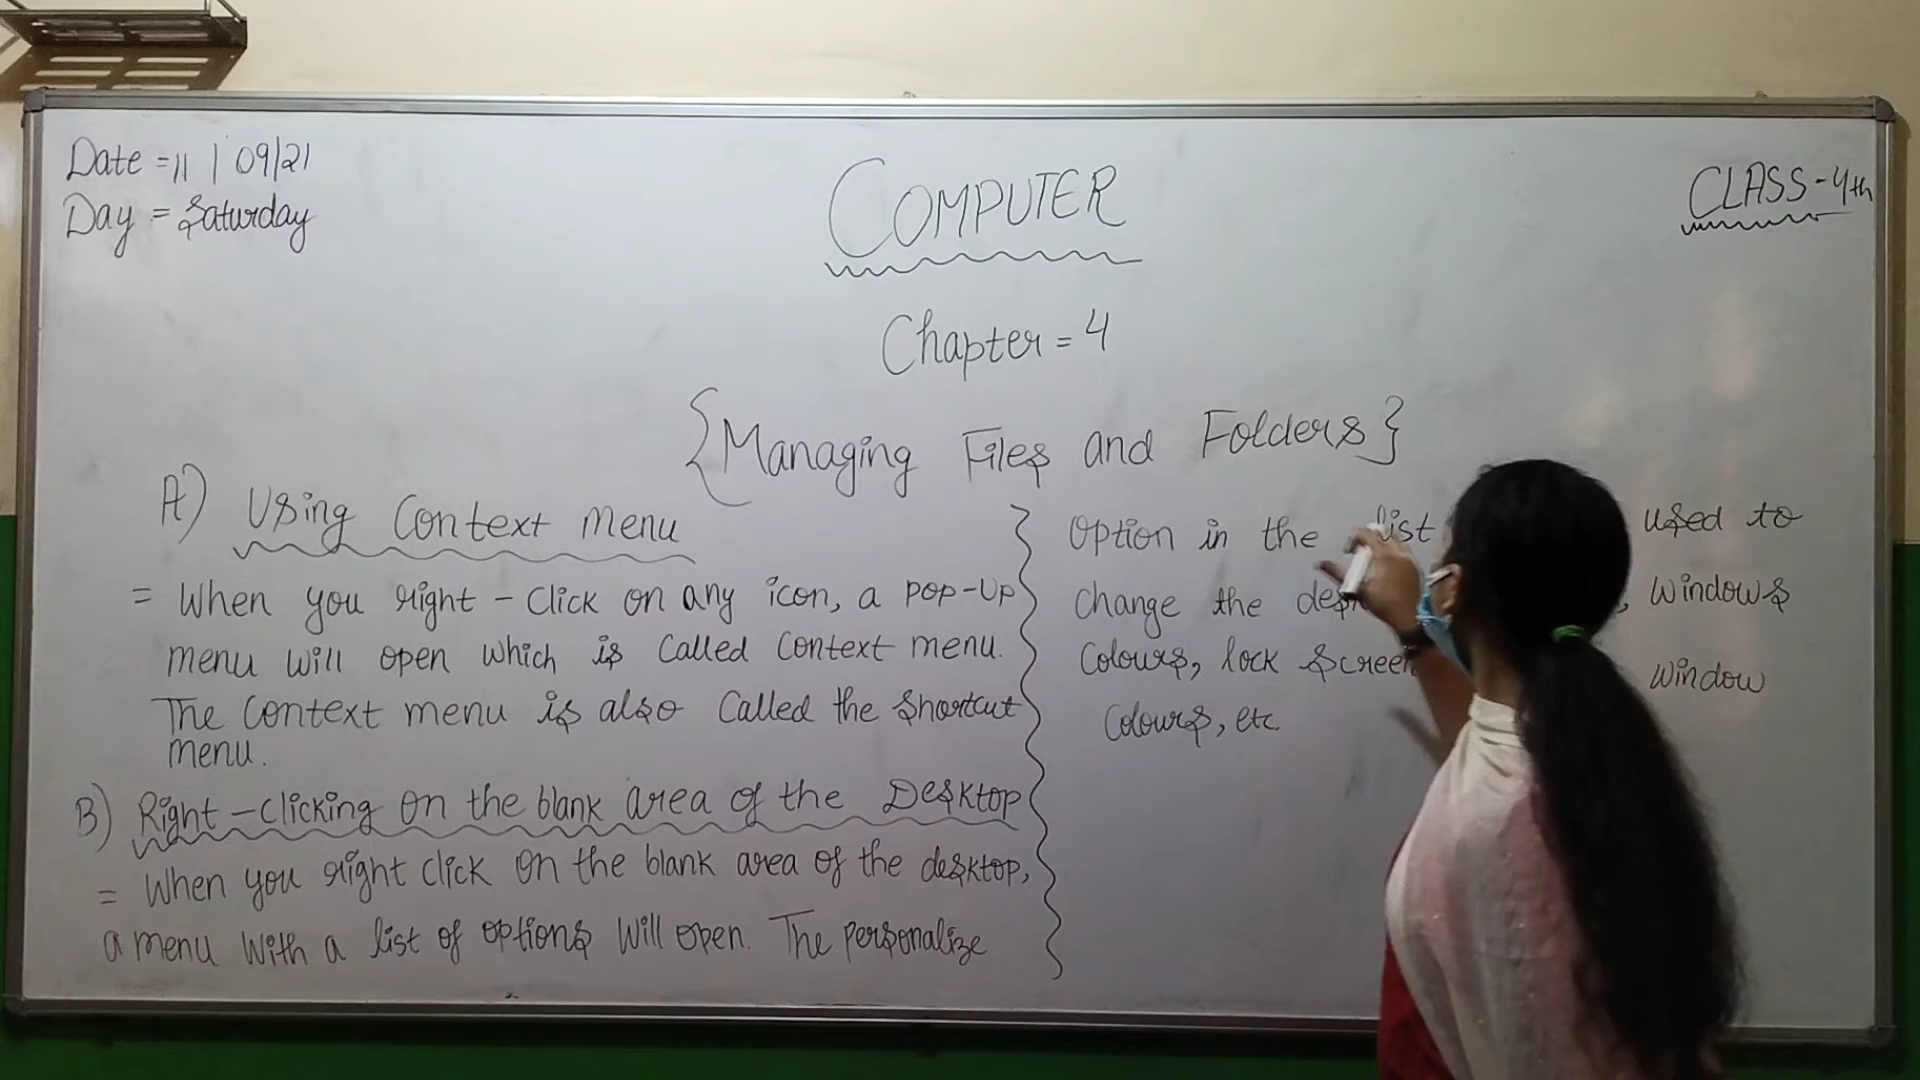 Date = 11 / 09/21
Day = Saturday
COMPUTER
CLASS-4th
Chapter = 4
{Managing Files and Folders}
A) Using Context menu
= When you right-click on any icon, a pop-up
menu will open which is called context menu.
The context menu is also called the shortcut
menu.
B) Right-clicking on the blank area of the Desktop
= When you right click on the blank area of the desktop,
a menu with a list of options will open. The personalize
Option in the list used to
change the , windows
colours, lock screen window
colours, etc